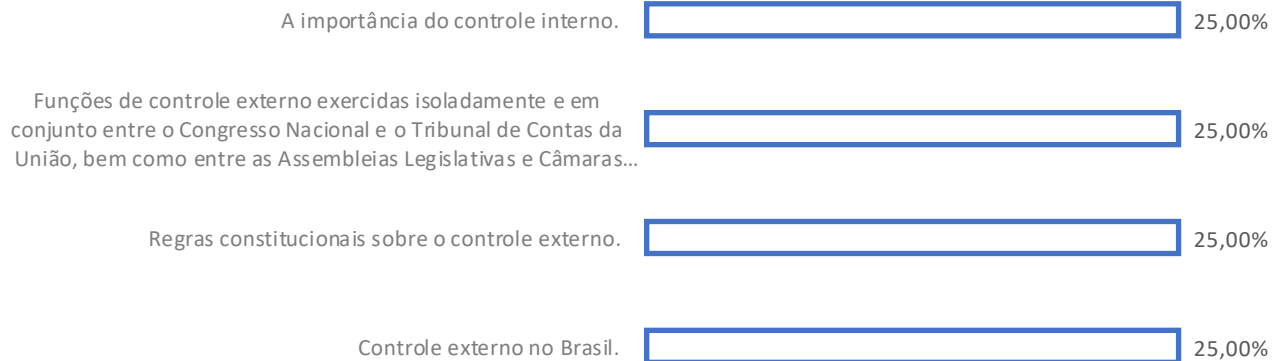 A importância do controle interno.
25,00%
Funções de controle externo exercidas isoladamente e em
conjunto entre o Congresso Nacional e o Tribunal de Contas da
União, bem como entre as Assembleias Legislativas e Câmaras…
25,00%
Regras constitucionais sobre o controle externo.
25,00%
Controle externo no Brasil.
25,00%